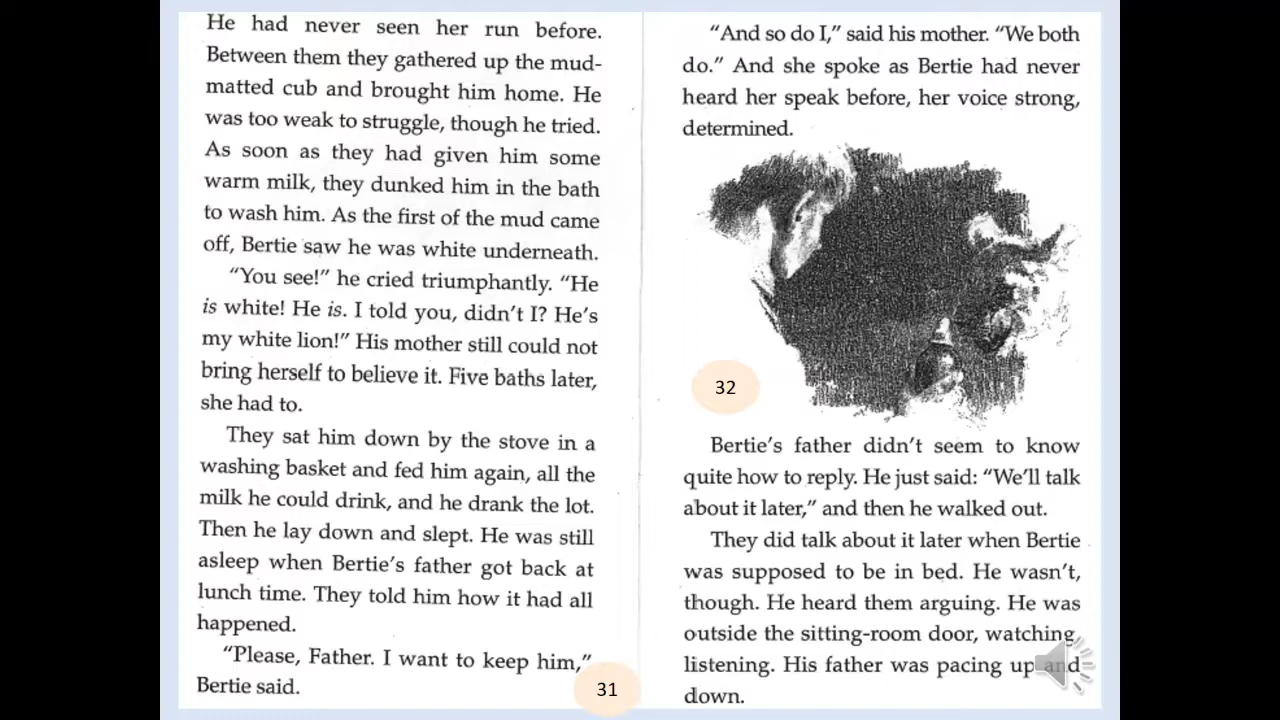 He had never seen her run before.
Between them they gathered up the mud-
matted cub and brought him home. He
was too weak to struggle, though he tried.
As soon as they had given him some
warm milk, they dunked him in the bath
to wash him. As the first of the mud came
off, Bertie saw he was white underneath.
“You see!” he cried triumphantly. “He
is white! He is. I told you, didn’t I? He’s
my white lion!” His mother still could not
bring herself to believe it. Five baths later,
she had to.
They sat him down by the stove in a
washing basket and fed him again, all the
milk he could drink, and he drank the lot.
Then he lay down and slept. He was still
asleep when Bertie’s father got back at
lunch time. They told him how it had all
happened.
“Please, Father. I want to keep him,”
Bertie said.
31
“And so do I,” said his mother. “We both
do.” And she spoke as Bertie had never
heard her speak before, her voice strong,
determined.
32
Bertie’s father didn’t seem to know
quite how to reply. He just said: “We’ll talk
about it later,” and then he walked out.
They did talk about it later when Bertie
was supposed to be in bed. He wasn’t,
though. He heard them arguing. He was
outside the sitting-room door, watching,
listening. His father was pacing up and
down.